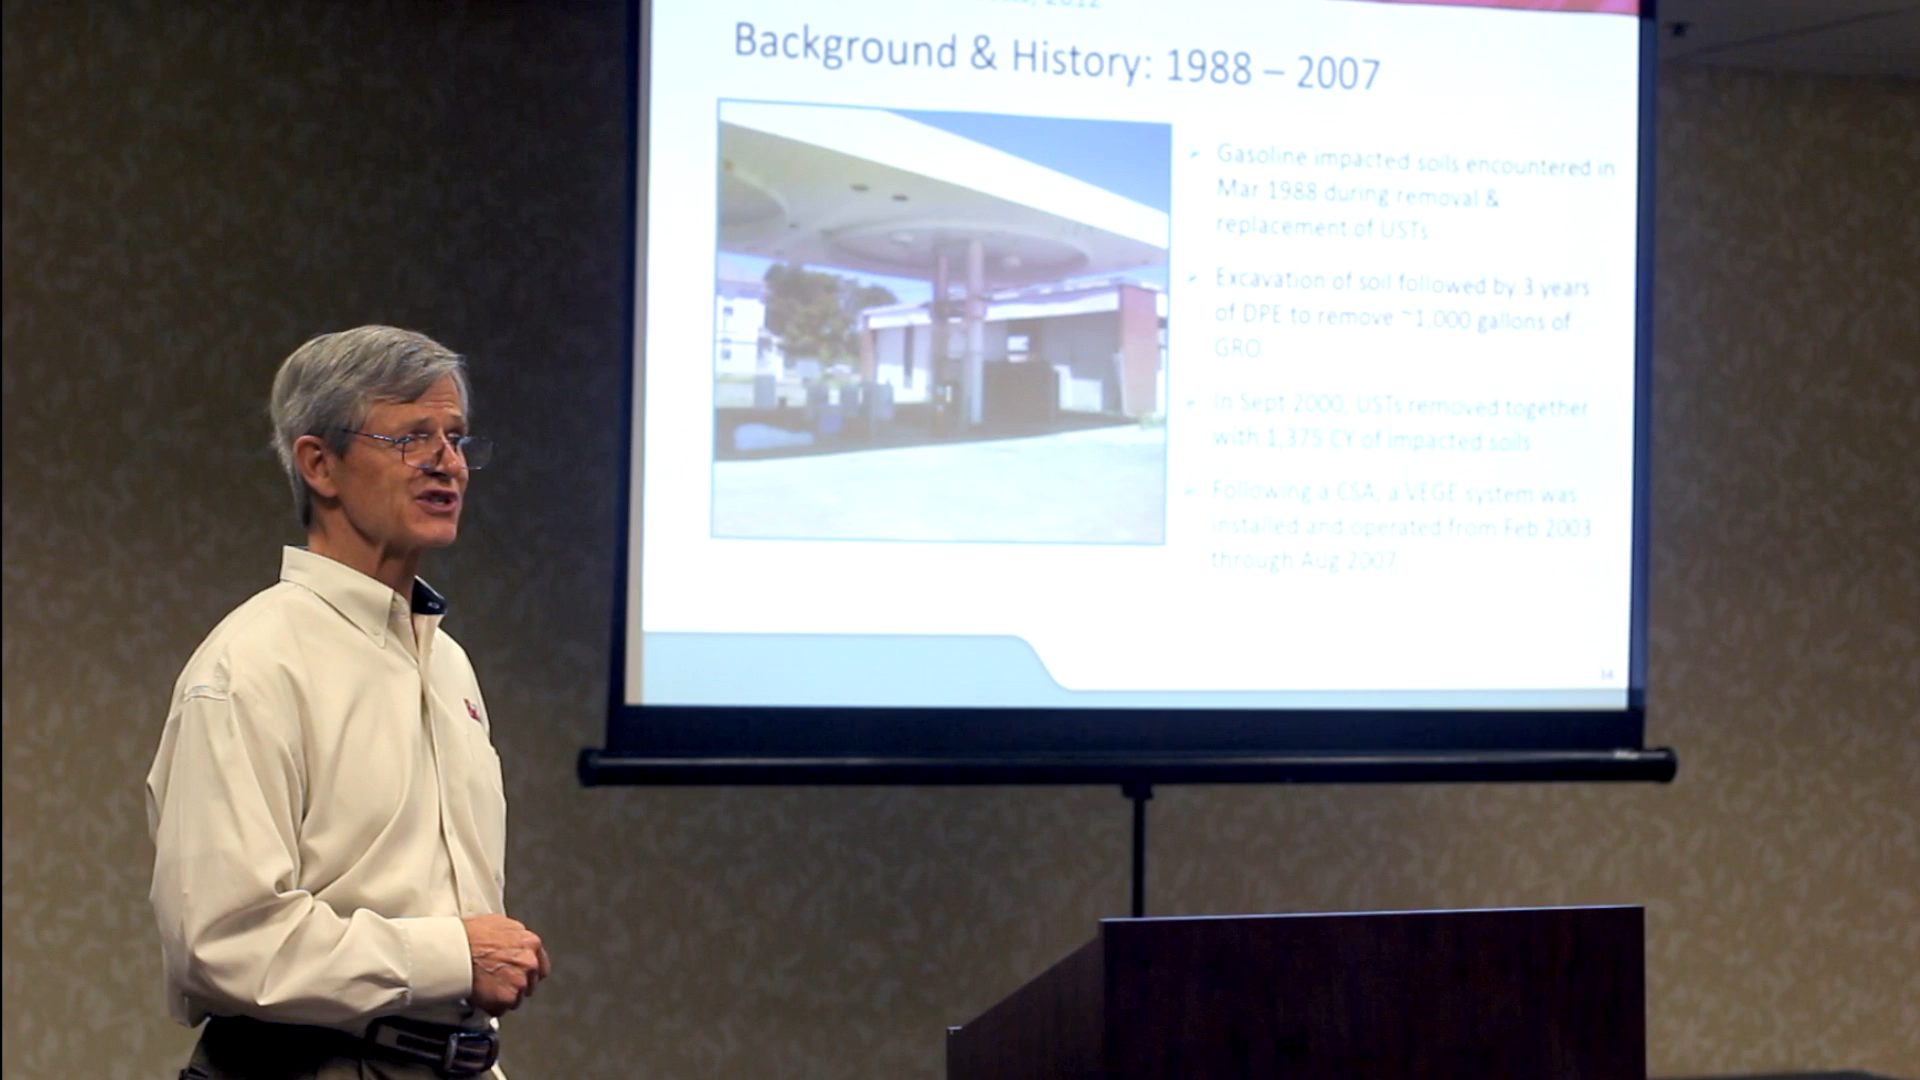 2012
Background & History: 1988 – 2007
Gasoline impacted soils encountered in
Mar 1988 during removal &
replacement of USTs
Excavation of soil followed by 3 years
of DPE to remove ~1,000 gallons of
GRO
In Sept 2000, USTs removed together
with 1,375 CY of impacted soils
Following a CSA, a VEGE system was
installed and operated from Feb 2003
through Aug 2007
14